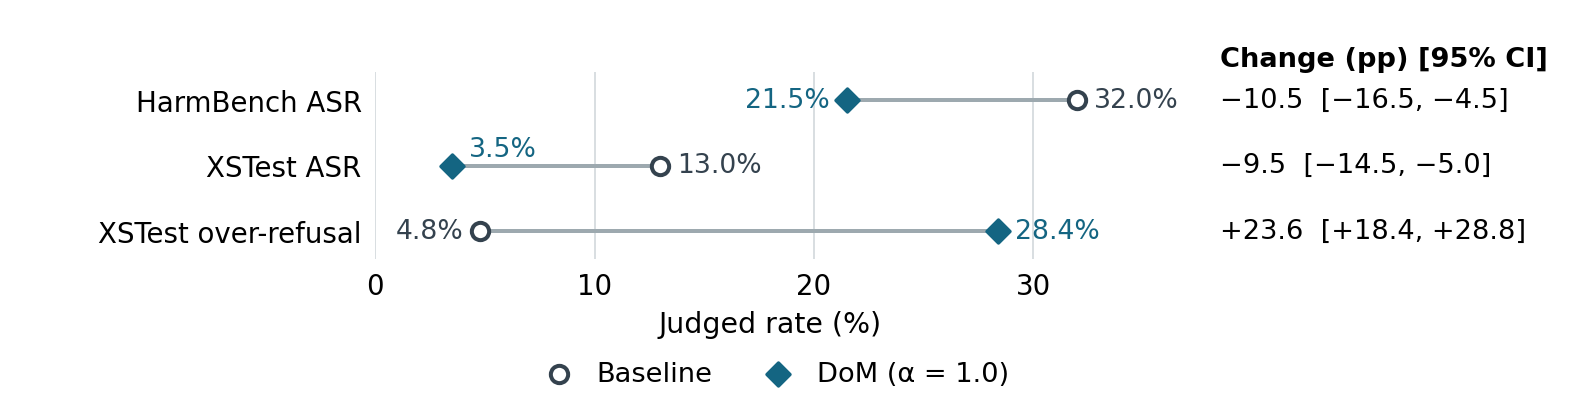 Change (pp) [95% CI]
HarmBench ASR 21.5% 32.0% −10.5 [−16.5, −4.5]
XSTest ASR 3.5% 13.0% −9.5 [−14.5, −5.0]
XSTest over-refusal 4.8% 28.4% +23.6 [+18.4, +28.8]
0 10 20 30
Judged rate (%)
Baseline DoM (α = 1.0)